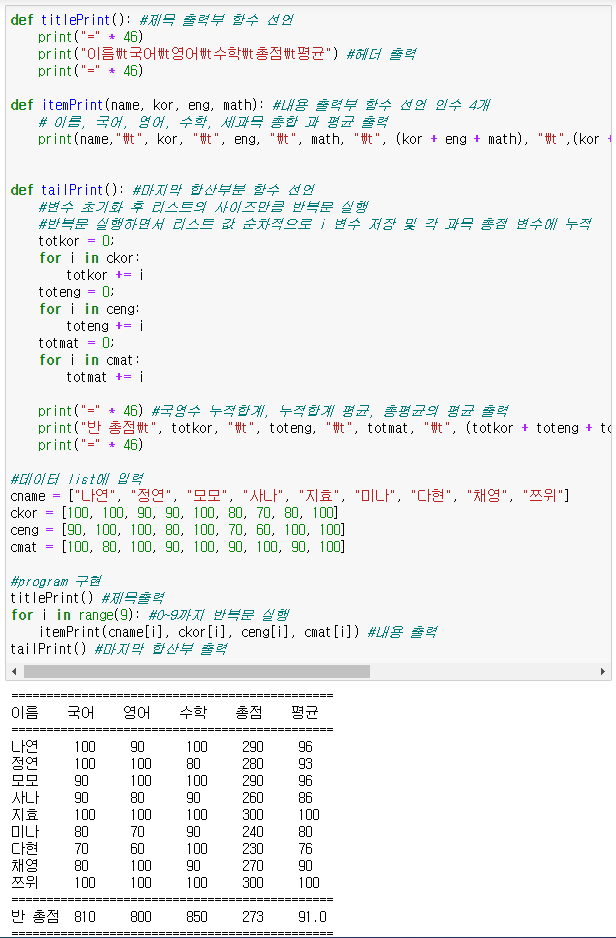 def titlePrint(): #제목 출력부 함수 선언
    print("=" * 46)
    print("이름₩t국어₩t영어₩t수학₩t총점₩t평균") #헤더 출력
    print("=" * 46)
def itemPrint(name, kor, eng, math): #내용 출력부 함수 선언 인수 4개
    # 이름, 국어, 영어, 수학, 세과목 총합 과 평균 출력
    print(name,"₩t", kor, "₩t", eng, "₩t", math, "₩t", (kor + eng + math), "₩t",(kor +
def tailPrint(): #마지막 합산부분 함수 선언
    #변수 초기화 후 리스트의 사이즈만큼 반복문 실행
    #반복문 실행하면서 리스트 값 순차적으로 i 변수 저장 및 각 과목 총점 변수에 누적
    totkor = 0;
    for i in ckor:
        totkor += i
    toteng = 0;
    for i in ceng:
        toteng += i
    totmat = 0;
    for i in cmat:
        totmat += i
    print("=" * 46) #국영수 누적합계, 누적합계 평균, 총평균의 평균 출력
    print("반 총점₩t", totkor, "₩t", toteng, "₩t", totmat, "₩t", (totkor + toteng + to
    print("=" * 46)
#데이터 list에 입력
cname = ["나연", "정연", "모모", "사나", "지효", "미나", "다현", "채영", "쯔위"]
ckor = [100, 100, 90, 90, 100, 80, 70, 80, 100]
ceng = [90, 100, 100, 80, 100, 70, 60, 100, 100]
cmat = [100, 80, 100, 90, 100, 90, 100, 90, 100]
#program 구현
titlePrint() #제목출력
for i in range(9): #0~9까지 반복문 실행
    itemPrint(cname[i], ckor[i], ceng[i], cmat[i]) #내용 출력
tailPrint() #마지막 합산부 출력
==============================================
이름 국어 영어 수학 총점 평균
==============================================
나연 100 90 100 290 96
정연 100 100 80 280 93
모모 90 100 100 290 96
사나 90 80 90 260 86
지효 100 100 100 300 100
미나 80 70 90 240 80
다현 70 60 100 230 76
채영 80 100 90 270 90
쯔위 100 100 100 300 100
==============================================
반 총점 810 800 850 273 91.0
==============================================